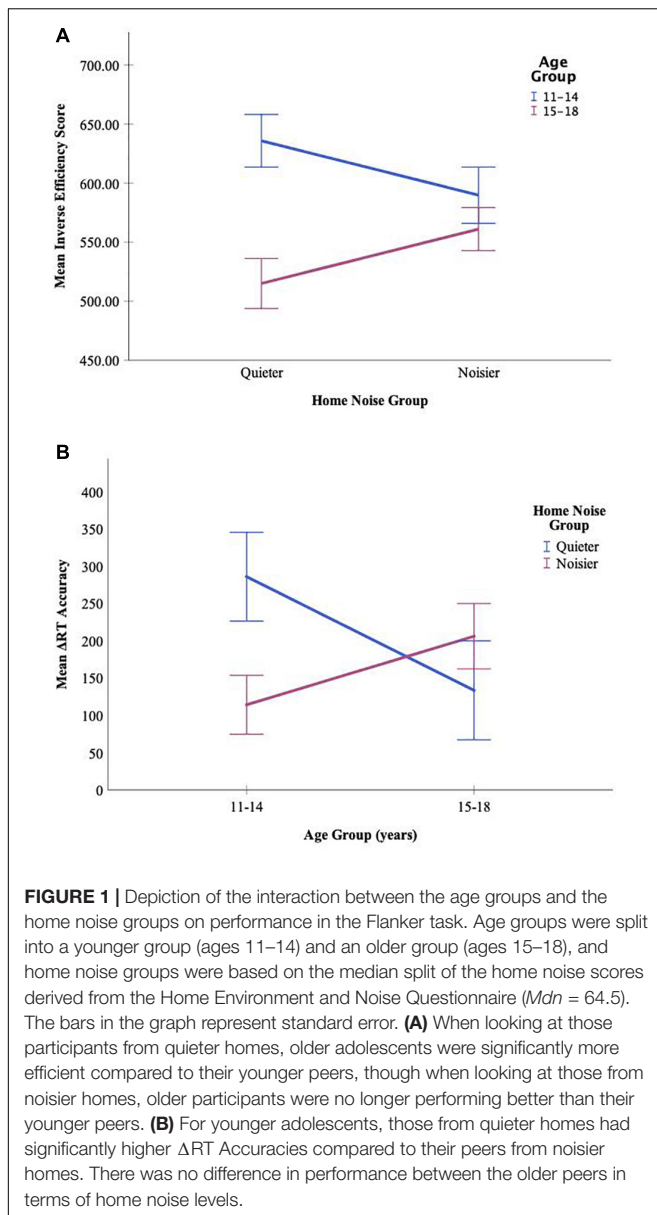 A
700.00
650.00
600.00
550.00
500.00
450.00
Mean Inverse Efficiency Score
Age
Group
11-14
15-18
Quieter
Noisier
Home Noise Group
B
400
350
300
250
200
150
100
50
0
Mean ΔRT Accuracy
Home Noise
Group
Quieter
Noisier
11-14
15-18
Age Group (years)
FIGURE 1 | Depiction of the interaction between the age groups and the
home noise groups on performance in the Flanker task. Age groups were split
into a younger group (ages 11–14) and an older group (ages 15–18), and
home noise groups were based on the median split of the home noise scores
derived from the Home Environment and Noise Questionnaire (Mdn = 64.5).
The bars in the graph represent standard error. (A) When looking at those
participants from quieter homes, older adolescents were significantly more
efficient compared to their younger peers, though when looking at those from
noisier homes, older participants were no longer performing better than their
younger peers. (B) For younger adolescents, those from quieter homes had
significantly higher ΔRT Accuracies compared to their peers from noisier
homes. There was no difference in performance between the older peers in
terms of home noise levels.